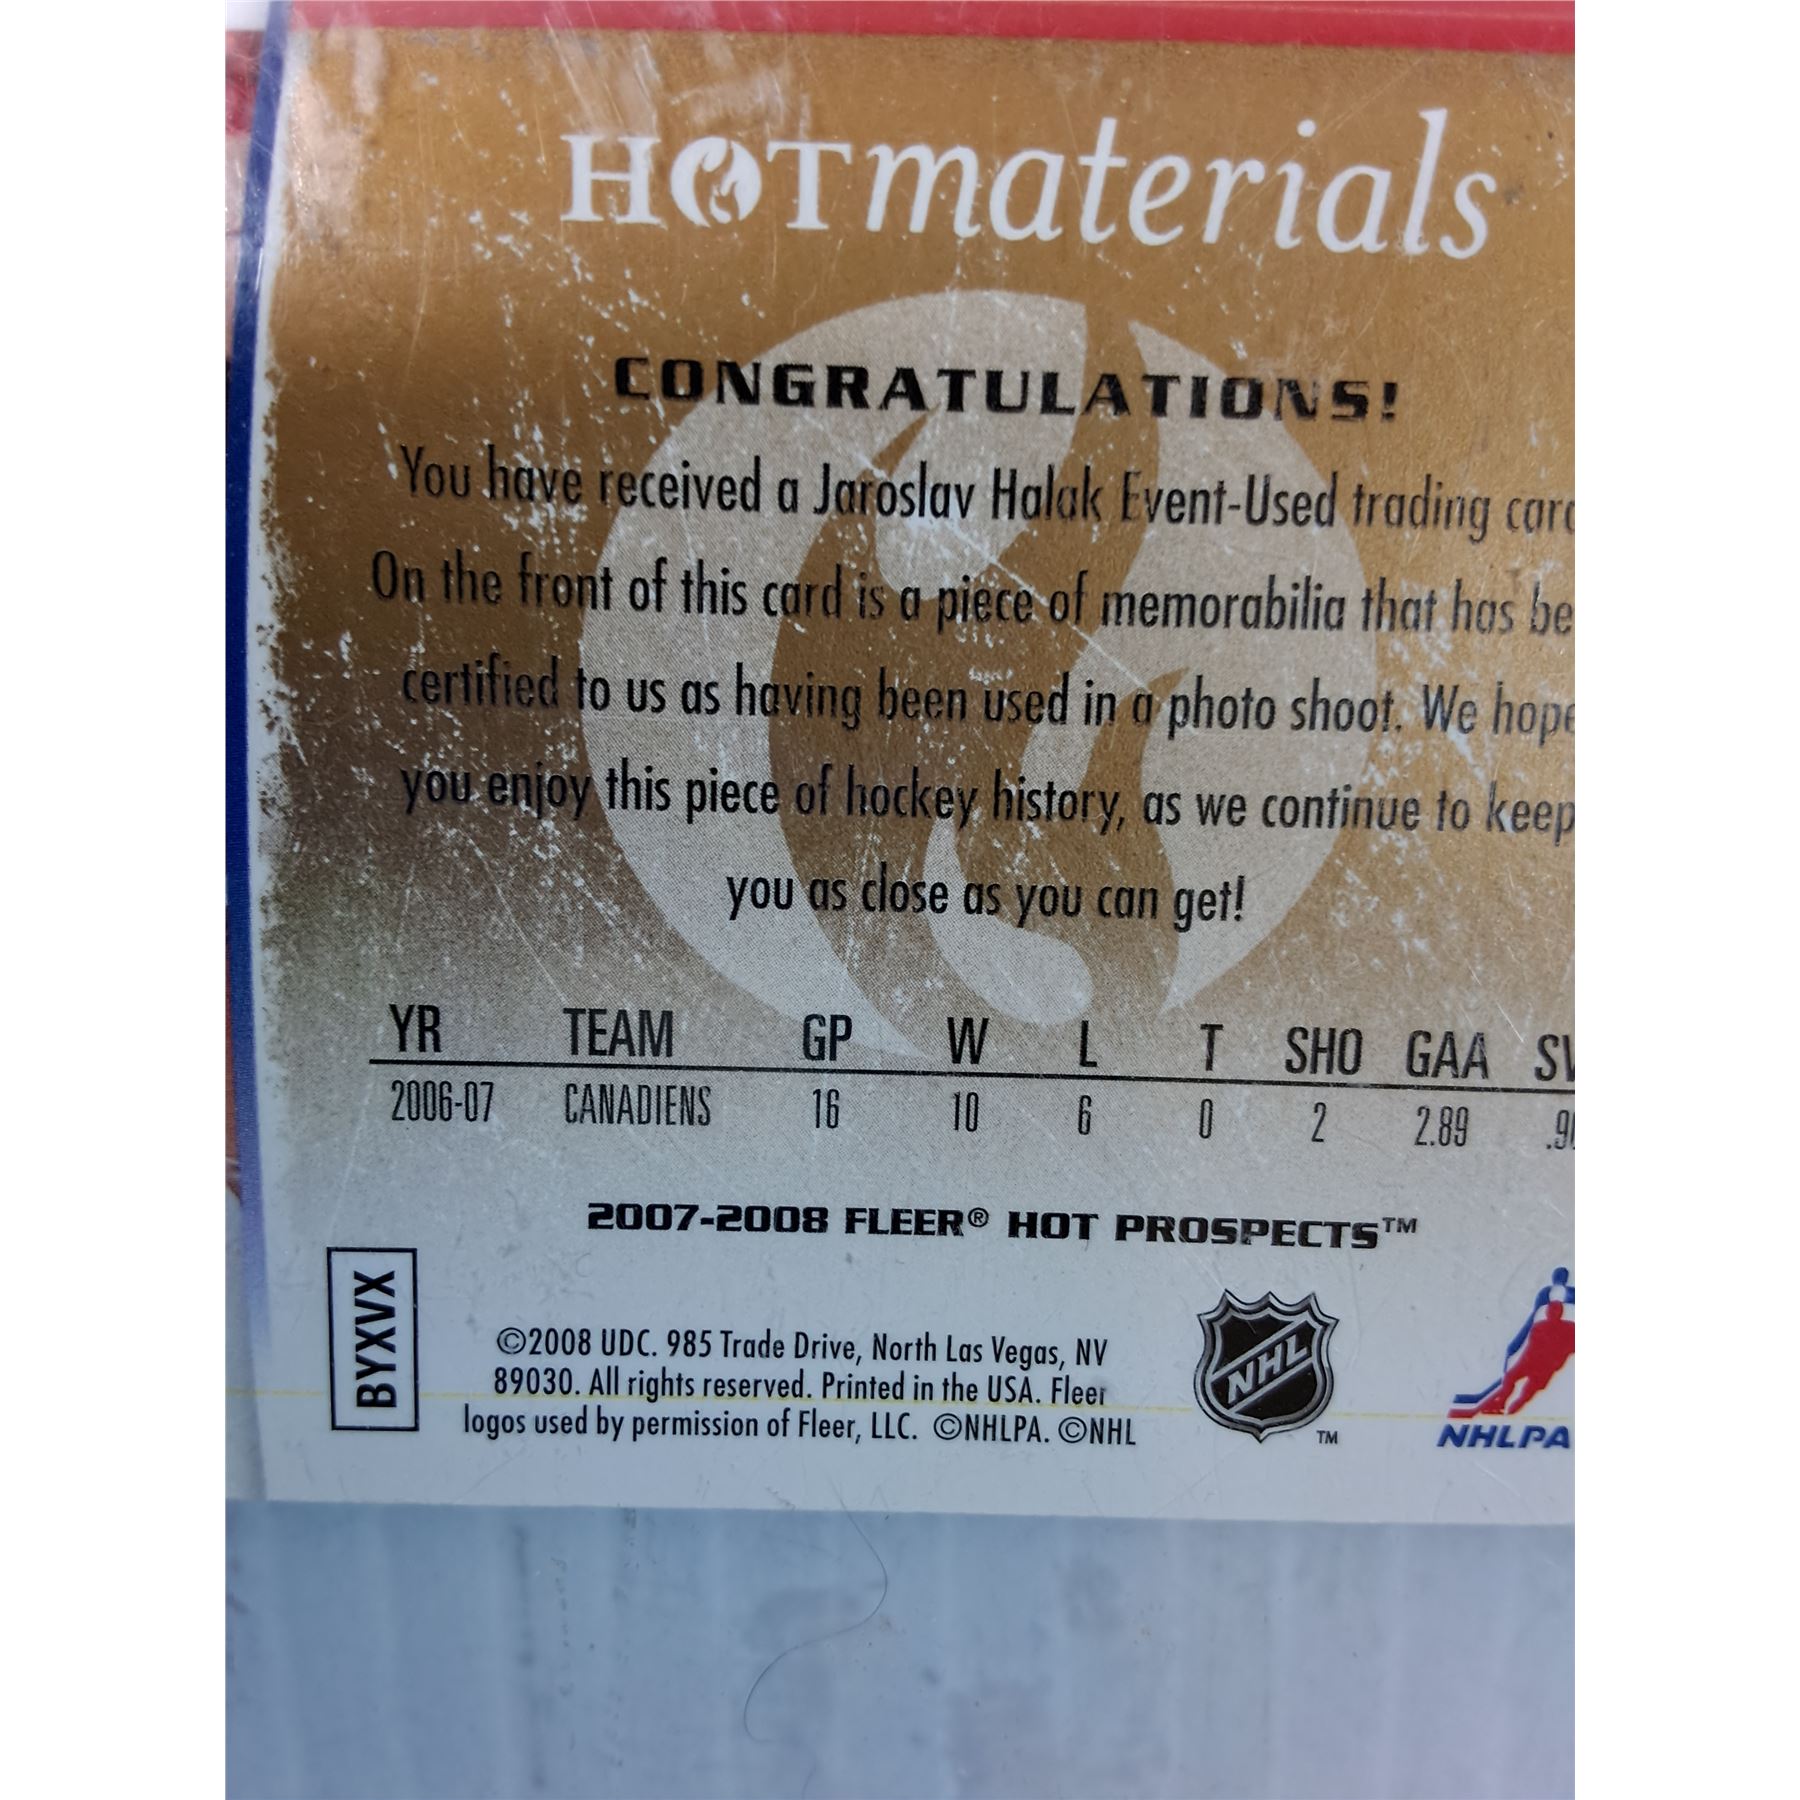 HOTmaterials
CONGRATULATIONS!
You have received a Jaroslav Halak Event-Used trading
On the front of this card is a piece of memorabilia that has
certified to us as having been used in a photo shoot. We
you enjoy this piece of hockey history, as we continue to keep
you as close as you can get!
YR TEAM GP W L T SHO GAA
2006-07 CANADIENS 16 10 6 0 2 2.89
2007-2008 FLEER® HOT PROSPECTS™
BYXVX
©2008 UDC. 985 Trade Drive, North Las Vegas, NV
89030. All rights reserved. Printed in the USA. Fleer
logos used by permission of Fleer, LLC. ©NHLPA. ©NHL
NHL
TM
NHLPA